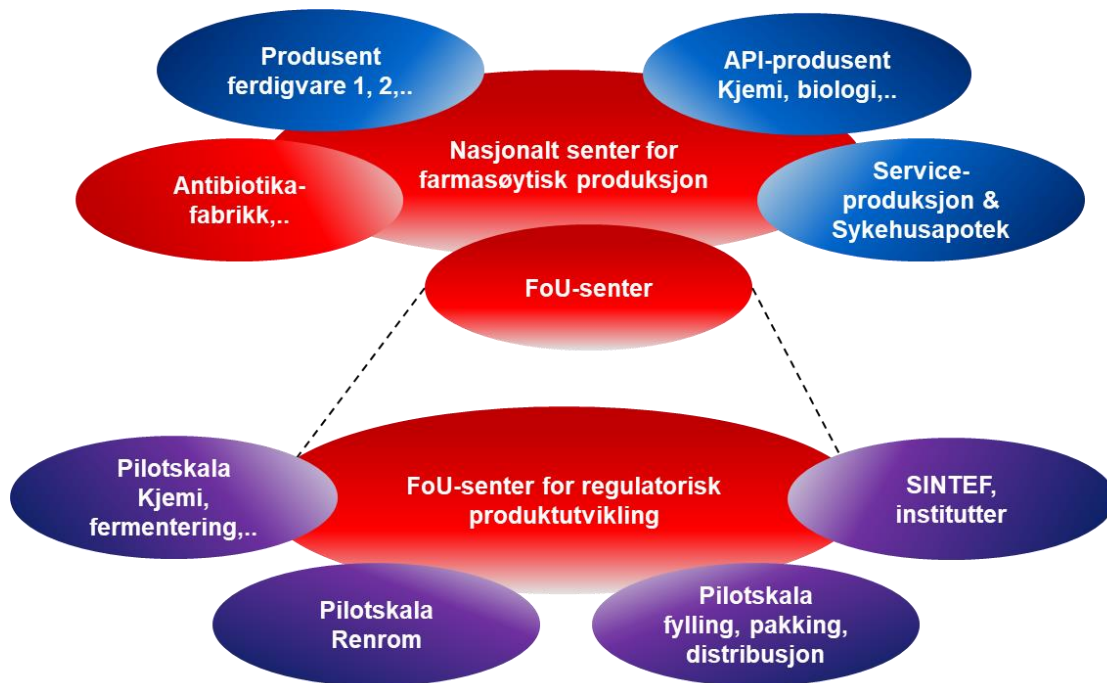 Produsent
ferdigvare 1, 2,..
API-produsent
Kjemi, biologi,..
Nasjonalt senter for
farmasøytisk produksjon
Antibiotika-
fabrikk,..
Service-
produksjon &
Sykehusapotek
FoU-senter
Pilotskala
Kjemi,
fermentering,..
FoU-senter for regulatorisk
produktutvikling
SINTEF,
institutter
Pilotskala
Renrom
Pilotskala
fylling, pakking,
distribusjon